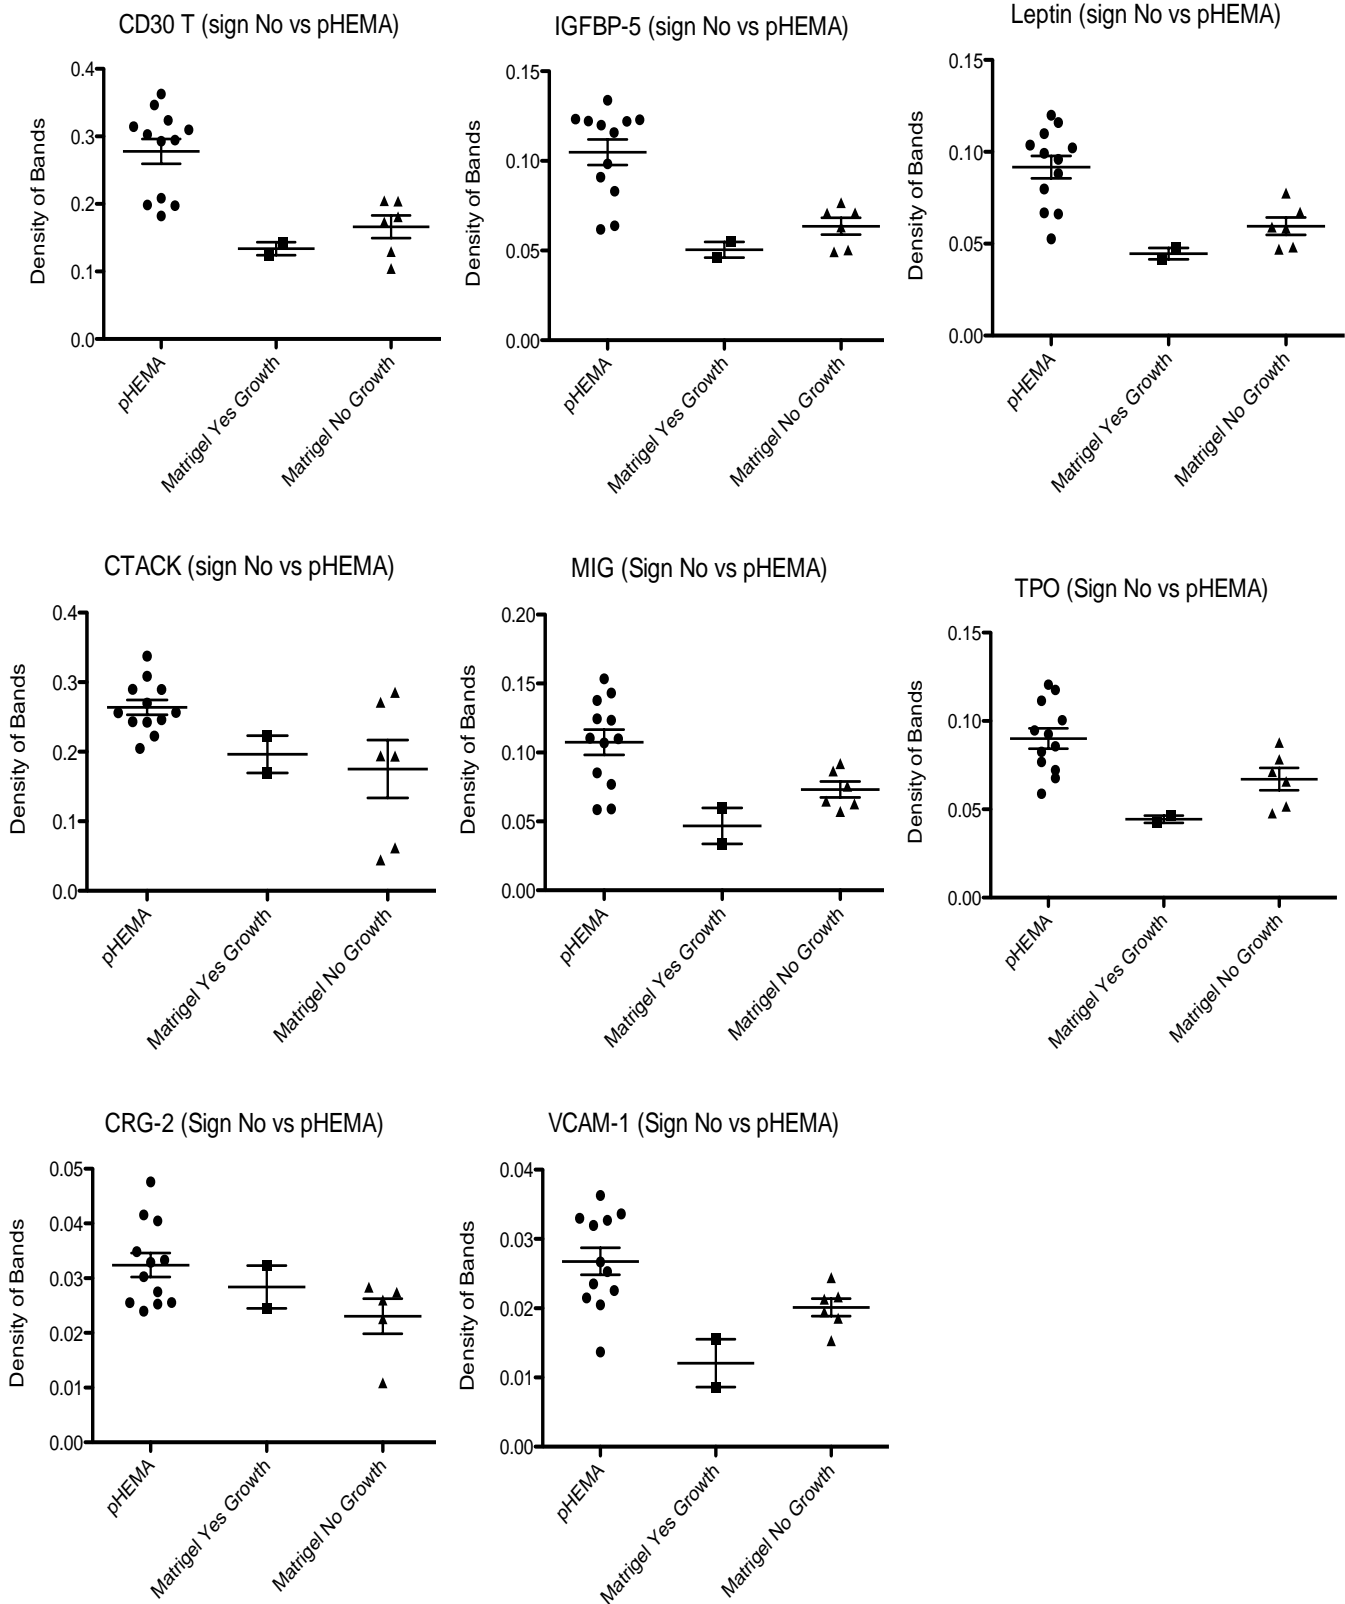 CD30 T (sign No vs pHEMA)
Density of Bands
0.4
0.3
0.2
0.1
0.0
pHEMA
Matrigel Yes Growth
Matrigel No Growth
IGFBP-5 (sign No vs pHEMA)
Density of Bands
0.15
0.10
0.05
0.00
pHEMA
Matrigel Yes Growth
Matrigel No Growth
Leptin (sign No vs pHEMA)
Density of Bands
0.15
0.10
0.05
0.00
pHEMA
Matrigel Yes Growth
Matrigel No Growth
CTACK (sign No vs pHEMA)
Density of Bands
0.4
0.3
0.2
0.1
0.0
pHEMA
Matrigel Yes Growth
Matrigel No Growth
MIG (Sign No vs pHEMA)
Density of Bands
0.20
0.15
0.10
0.05
0.00
pHEMA
Matrigel Yes Growth
Matrigel No Growth
TPO (Sign No vs pHEMA)
Density of Bands
0.15
0.10
0.05
0.00
pHEMA
Matrigel Yes Growth
Matrigel No Growth
CRG-2 (Sign No vs pHEMA)
Density of Bands
0.05
0.04
0.03
0.02
0.01
0.00
pHEMA
Matrigel Yes Growth
Matrigel No Growth
VCAM-1 (Sign No vs pHEMA)
Density of Bands
0.04
0.03
0.02
0.01
0.00
pHEMA
Matrigel Yes Growth
Matrigel No Growth